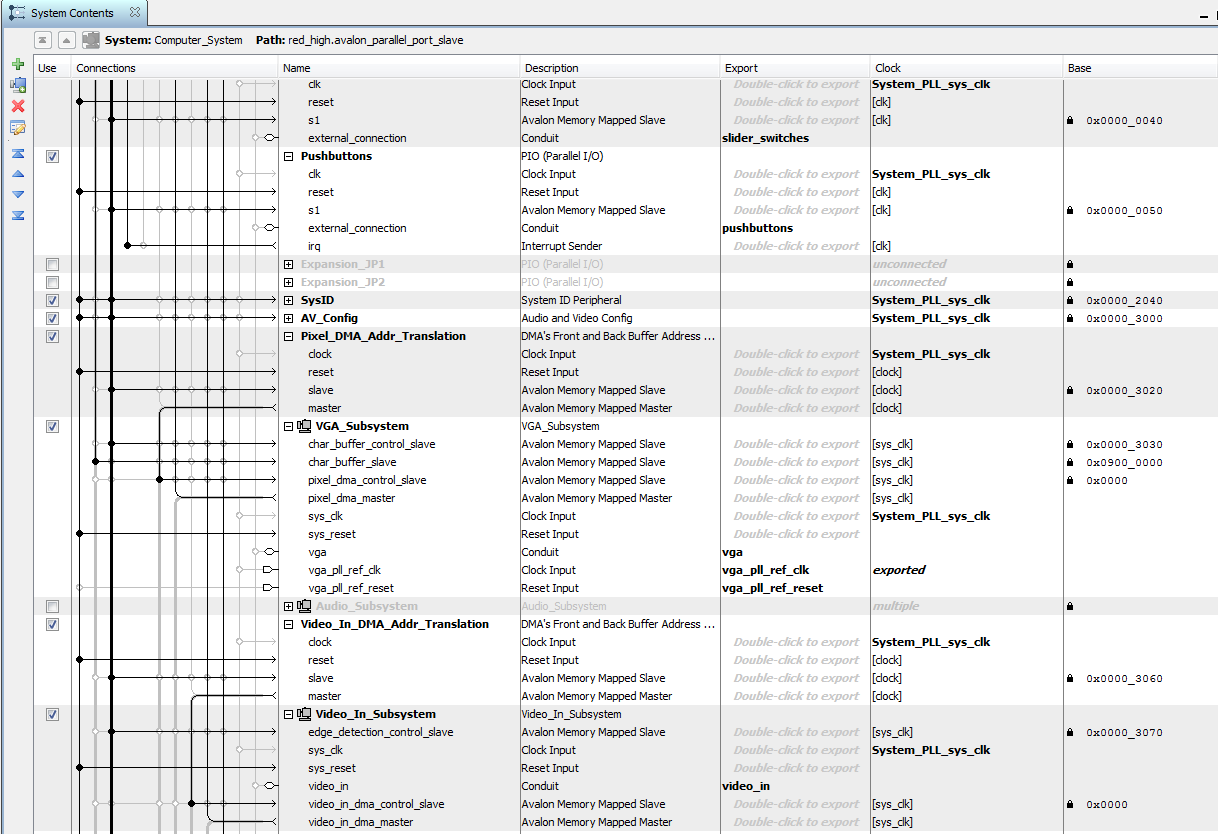 System Contents
System: Computer_System Path: red_high.avalon_parallel_port_slave
Use Connections Name Description Export Clock Base
clk Clock Input Double-click to export System_PLL_sys_clk
reset Reset Input Double-click to export [clk]
s1 Avalon Memory Mapped Slave Double-click to export [clk] 0x0000_0040
external_connection Conduit slider_switches
Pushbuttons PIO (Parallel I/O)
clk Clock Input Double-click to export System_PLL_sys_clk
reset Reset Input Double-click to export [clk]
s1 Avalon Memory Mapped Slave Double-click to export [clk] 0x0000_0050
external_connection Conduit pushbuttons
irq Interrupt Sender Double-click to export [clk]
Expansion_JP1 PIO (Parallel I/O) unconnected
Expansion_JP2 PIO (Parallel I/O) unconnected
SysID System ID Peripheral System_PLL_sys_clk 0x0000_2040
AV_Config Audio and Video Config System_PLL_sys_clk 0x0000_3000
Pixel_DMA_Addr_Translation DMA's Front and Back Buffer Address ...
clock Clock Input Double-click to export System_PLL_sys_clk
reset Reset Input Double-click to export [clock]
slave Avalon Memory Mapped Slave Double-click to export [clock] 0x0000_3020
master Avalon Memory Mapped Master Double-click to export [clock]
VGA_Subsystem VGA_Subsystem
char_buffer_control_slave Avalon Memory Mapped Slave Double-click to export [sys_clk] 0x0000_3030
char_buffer_slave Avalon Memory Mapped Slave Double-click to export [sys_clk] 0x0900_0000
pixel_dma_control_slave Avalon Memory Mapped Slave Double-click to export [sys_clk] 0x0000
pixel_dma_master Avalon Memory Mapped Master Double-click to export [sys_clk]
sys_clk Clock Input Double-click to export System_PLL_sys_clk
sys_reset Reset Input Double-click to export
vga Conduit vga
vga_pll_ref_clk Clock Input vga_pll_ref_clk exported
vga_pll_ref_reset Reset Input vga_pll_ref_reset
Audio_Subsystem Audio_Subsystem multiple
Video_In_DMA_Addr_Translation DMA's Front and Back Buffer Address ...
clock Clock Input Double-click to export System_PLL_sys_clk
reset Reset Input Double-click to export [clock]
slave Avalon Memory Mapped Slave Double-click to export [clock] 0x0000_3060
master Avalon Memory Mapped Master Double-click to export [clock]
Video_In_Subsystem Video_In_Subsystem
edge_detection_control_slave Avalon Memory Mapped Slave Double-click to export [sys_clk] 0x0000_3070
sys_clk Clock Input Double-click to export System_PLL_sys_clk
sys_reset Reset Input Double-click to export
video_in Conduit video_in
video_in_dma_control_slave Avalon Memory Mapped Slave Double-click to export [sys_clk] 0x0000
video_in_dma_master Avalon Memory Mapped Master Double-click to export [sys_clk]